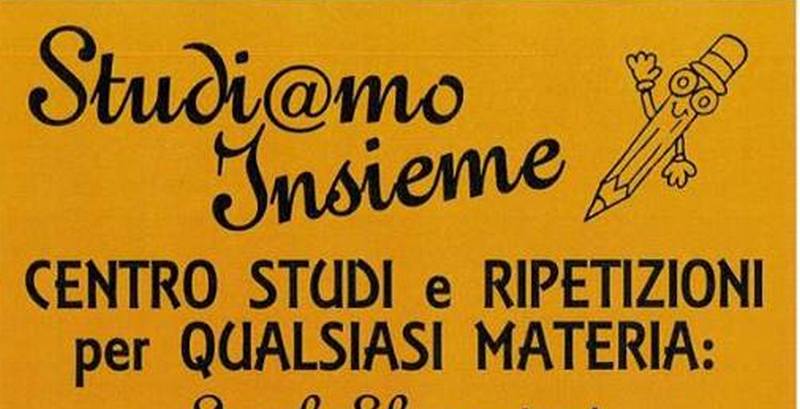 Studi@mo
Insieme
CENTRO STUDI e RIPETIZIONI
per QUALSIASI MATERIA: